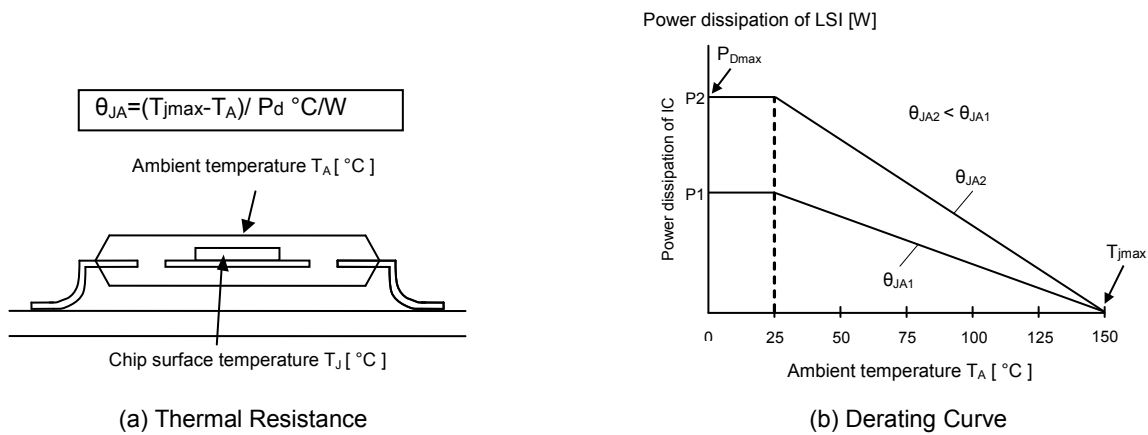 θJA=(Tjmax-TA)/ Pd °C/W
Ambient temperature TA [ °C ]
Chip surface temperature TJ [ °C ]
(a) Thermal Resistance
Power dissipation of LSI [W]
PDmax
P2
θJA2 < θJA1
θJA2
P1
Power dissipation of IC
Tjmax
θJA1
0 25 50 75 100 125 150
Ambient temperature TA [ °C ]
(b) Derating Curve